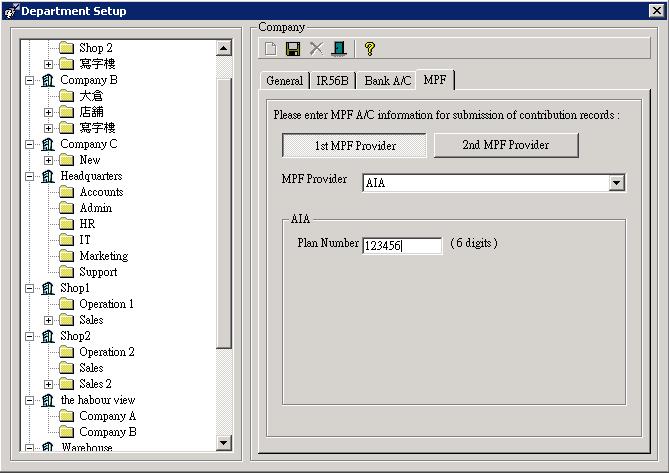 Department Setup
Shop 2
寫字樓
Company B
大倉
店舖
寫字樓
Company C
New
Headquarters
Accounts
Admin
HR
IT
Marketing
Support
Shop1
Operation 1
Sales
Shop2
Operation 2
Sales
Sales 2
the habour view
Company A
Company B
Warehouse
Company
General
IR56B
Bank A/C
MPF
Please enter MPF A/C information for submission of contribution records :
1st MPF Provider
2nd MPF Provider
MPF Provider
AIA
AIA
Plan Number 123456 ( 6 digits )